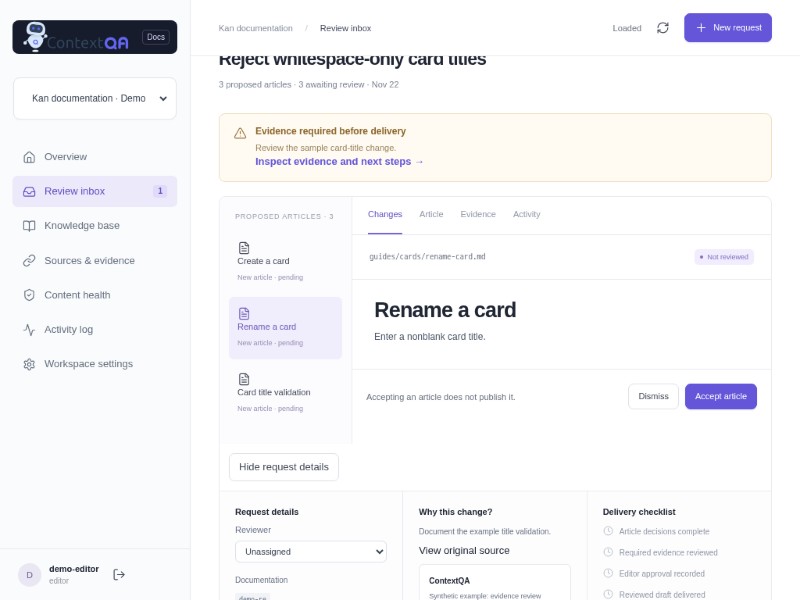 ContextQA
Docs
Kan documentation · Demo
Overview
Review inbox
1
Knowledge base
Sources & evidence
Content health
Activity log
Workspace settings
D
demo-editor
editor
Kan documentation / Review inbox
Loaded
New request
Reject whitespace-only card titles
3 proposed articles · 3 awaiting review · Nov 22
Evidence required before delivery
Review the sample card-title change.
Inspect evidence and next steps →
PROPOSED ARTICLES · 3
Create a card
New article · pending
Rename a card
New article · pending
Card title validation
New article · pending
Changes
Article
Evidence
Activity
guides/cards/rename-card.md
Not reviewed
Rename a card
Enter a nonblank card title.
Accepting an article does not publish it.
Dismiss
Accept article
Hide request details
Request details
Reviewer
Unassigned
Documentation
Why this change?
Document the example title validation.
View original source
ContextQA
Synthetic example: evidence review
Delivery checklist
Article decisions complete
Required evidence reviewed
Editor approval recorded
Reviewed draft delivered